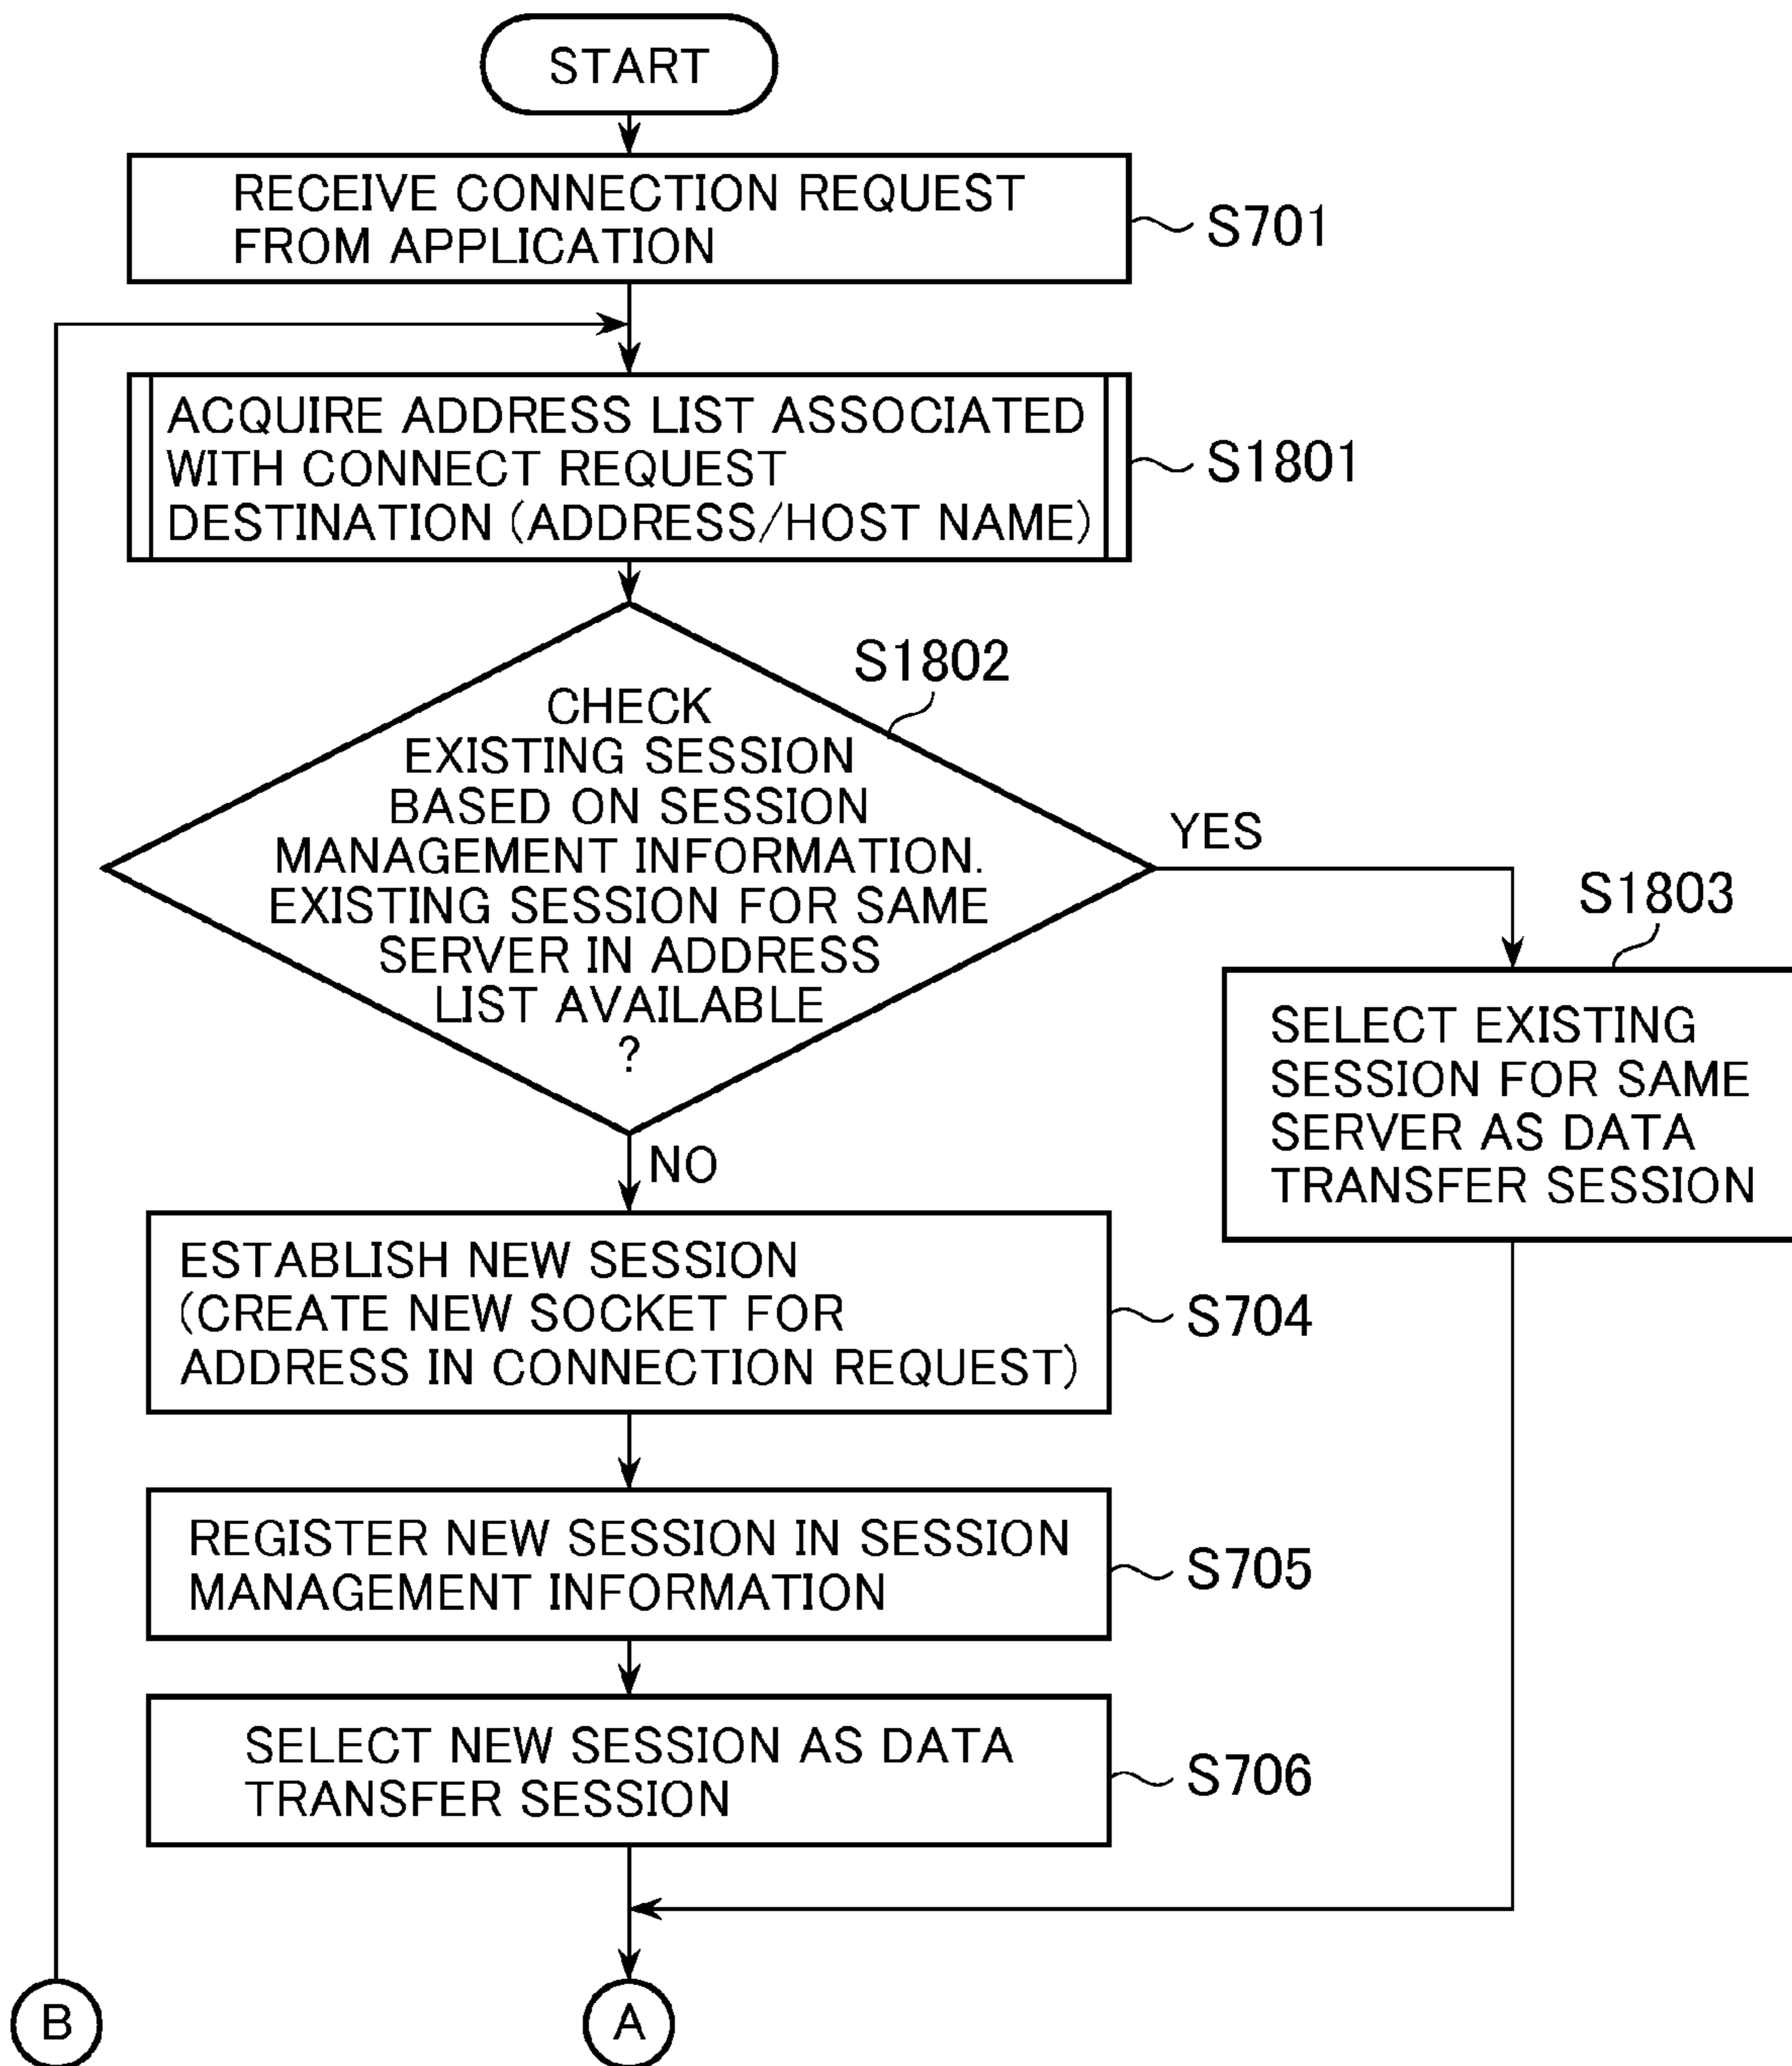 START
RECEIVE CONNECTION REQUEST
FROM APPLICATION
S701
ACQUIRE ADDRESS LIST ASSOCIATED
WITH CONNECT REQUEST
DESTINATION (ADDRESS/HOST NAME)
S1801
S1802
CHECK
EXISTING SESSION
BASED ON SESSION
MANAGEMENT INFORMATION.
EXISTING SESSION FOR SAME
SERVER IN ADDRESS
LIST AVAILABLE
?
YES
S1803
SELECT EXISTING
SESSION FOR SAME
SERVER AS DATA
TRANSFER SESSION
NO
ESTABLISH NEW SESSION
(CREATE NEW SOCKET FOR
ADDRESS IN CONNECTION REQUEST)
S704
REGISTER NEW SESSION IN SESSION
MANAGEMENT INFORMATION
S705
SELECT NEW SESSION AS DATA
TRANSFER SESSION
S706
B
A